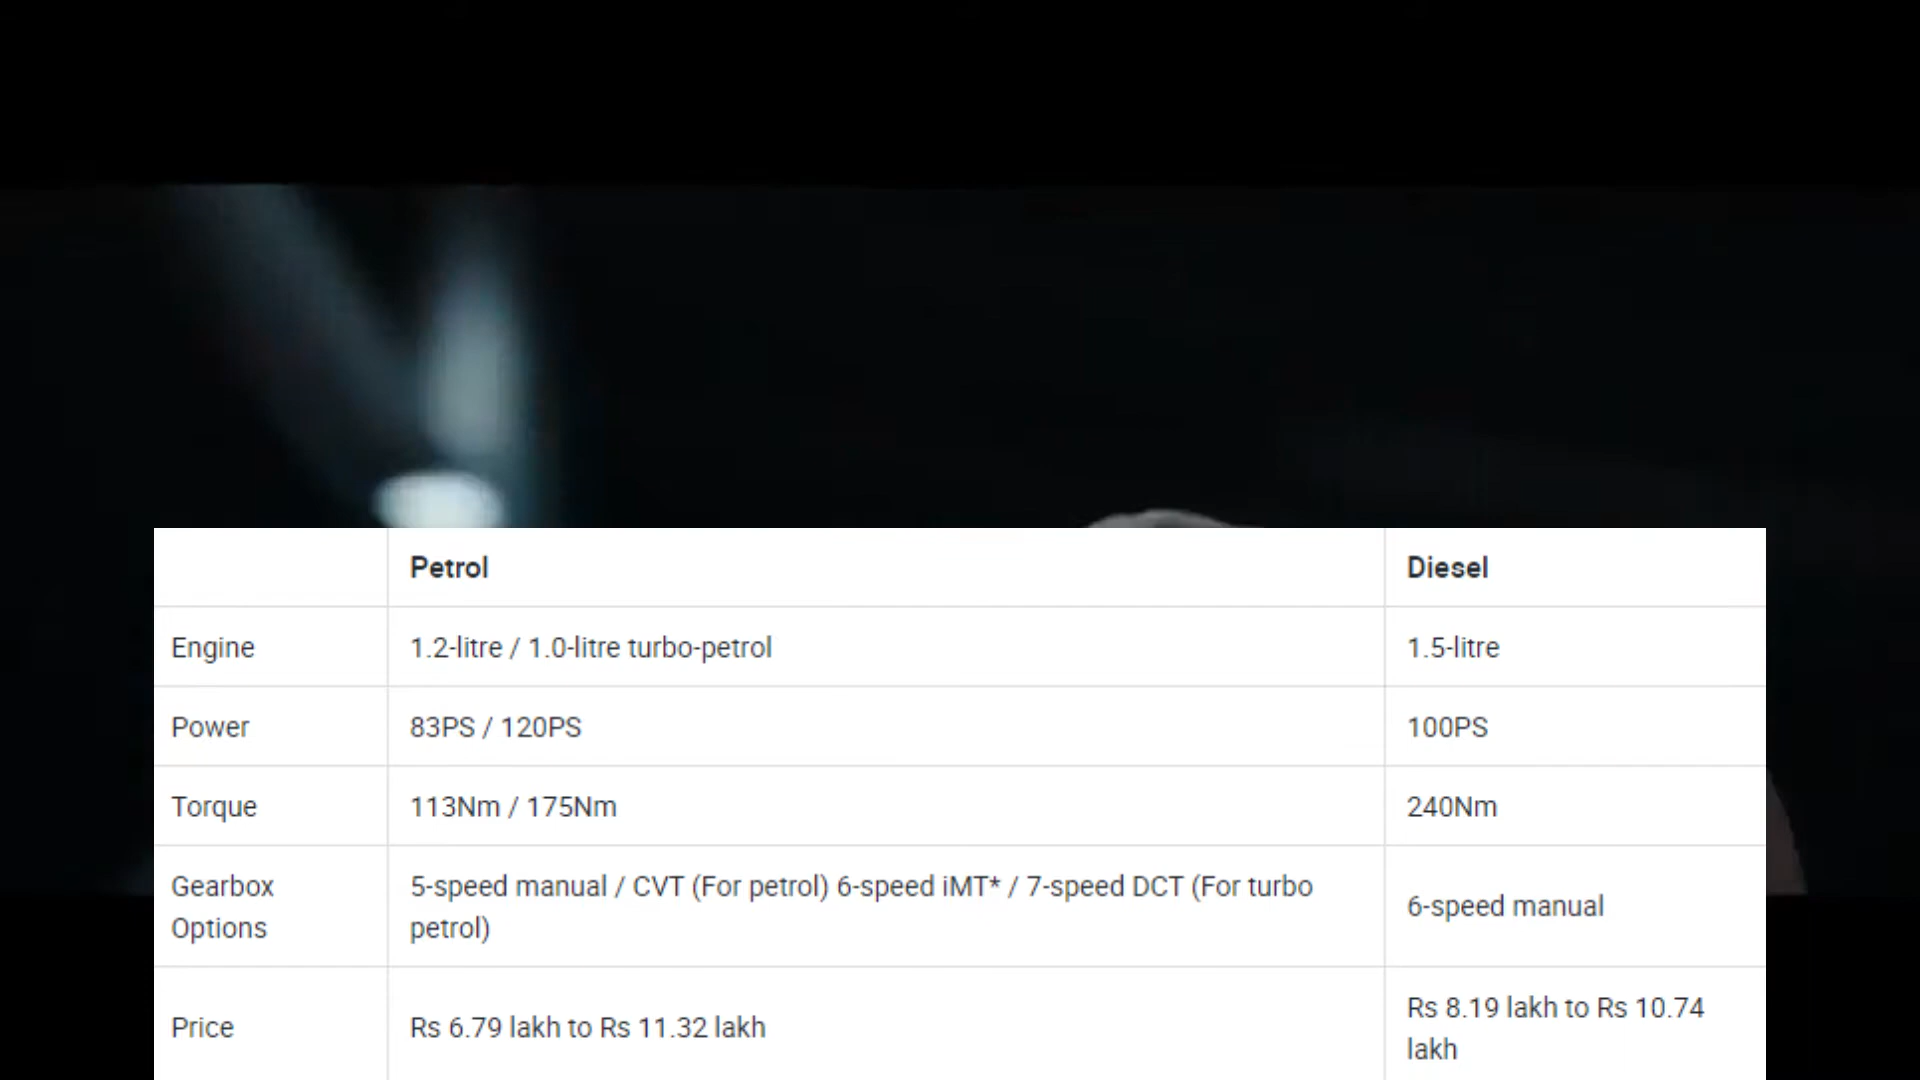 Petrol Diesel
Engine 1.2-litre / 1.0-litre turbo-petrol 1.5-litre
Power 83PS / 120PS 100PS
Torque 113Nm / 175Nm 240Nm
Gearbox Options 5-speed manual / CVT (For petrol) 6-speed iMT* / 7-speed DCT (For turbo petrol) 6-speed manual
Price Rs 6.79 lakh to Rs 11.32 lakh Rs 8.19 lakh to Rs 10.74 lakh